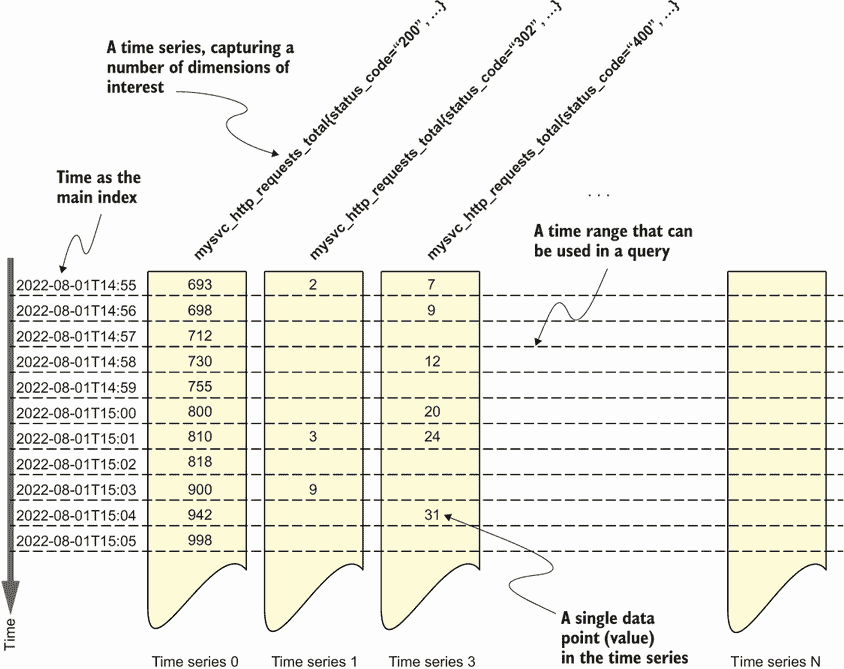 A time series, capturing a
number of dimensions of
interest
mysvc_http_requests_total{status_code=“200”, …}
mysvc_http_requests_total{status_code=“302”, …}
mysvc_http_requests_total{status_code=“400”, …}
. . .
Time as the
main index
A time range that can
be used in a query
2022-08-01T14:55 693 2 7
2022-08-01T14:56 698 9
2022-08-01T14:57 712
2022-08-01T14:58 730 12
2022-08-01T14:59 755
2022-08-01T15:00 800 20
2022-08-01T15:01 810 3 24
2022-08-01T15:02 818
2022-08-01T15:03 900 9
2022-08-01T15:04 942 31
2022-08-01T15:05 998
Time
A single data
point (value)
in the time series
Time series 0 Time series 1 Time series 3 Time series N